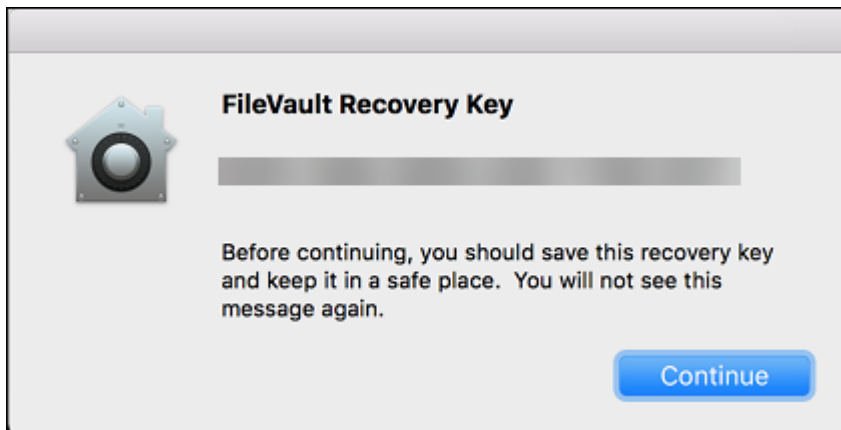 FileVault Recovery Key
Before continuing, you should save this recovery key
and keep it in a safe place.  You will not see this
message again.
Continue